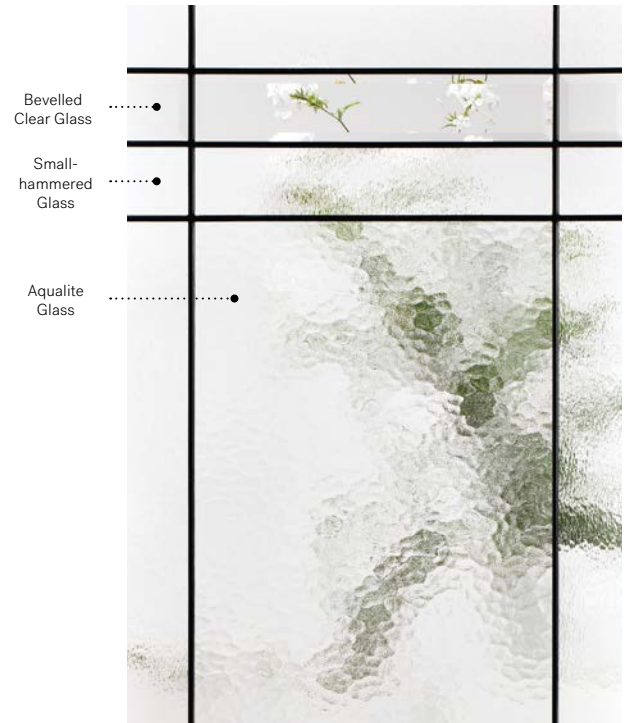 Bevelled
Clear Glass
Small-
hammered
Glass
Aqualite
Glass